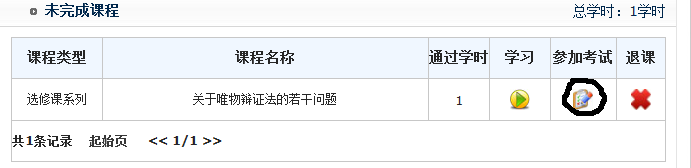 未完成课程 总学时：1学时
课程类型 课程名称 通过学时 学习 参加考试 退课
选修课系列 关于唯物辩证法的若干问题 1
共1条记录 起始页 << 1/1 >>